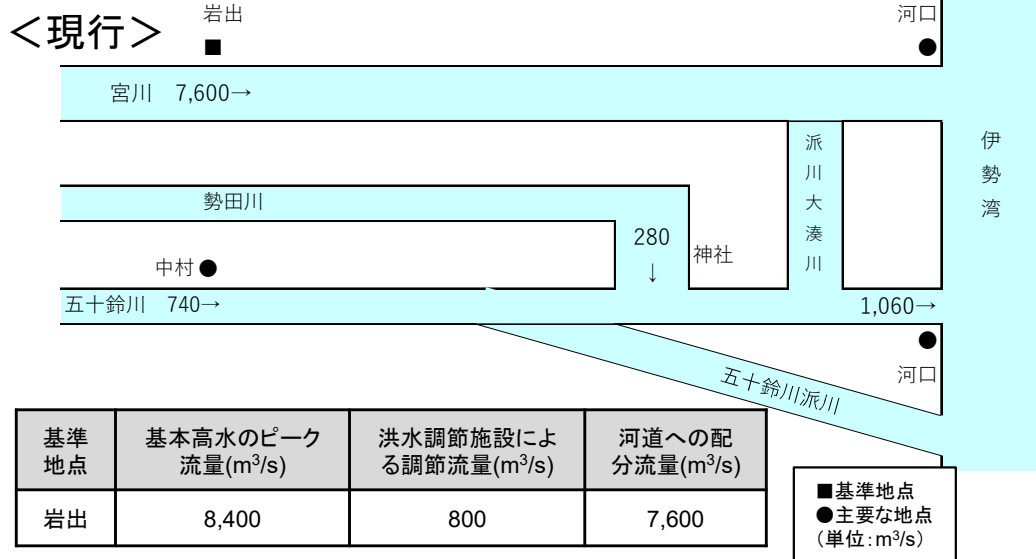 ＜現行＞
岩出
■
河口
●
宮川　7,600→
派川大湊川
伊勢湾
勢田川
280
↓
神社
中村●
五十鈴川　740→
1,060→
●
河口
五十鈴川派川
基準地点
基本高水のピーク流量(m³/s)
洪水調節施設による調節流量(m³/s)
河道への配分流量(m³/s)
岩出
8,400
800
7,600
■基準地点
●主要な地点
（単位：m³/s）